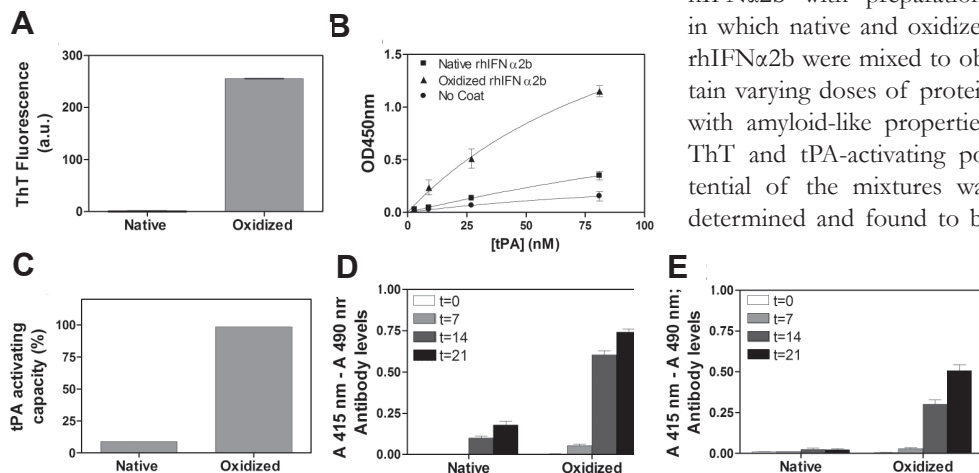 A
300
200
100
0
ThT Fluorescence
(a.u.)
Native
Oxidized
B
1.5
1.0
0.5
0.0
OD450nm
Native rhIFNα2b
Oxidized rhIFNα2b
No Coat
0
25
50
75
100
[tPA] (nM)
with preparation
in which native and oxidize
rhIFNα2b were mixed to ob
tain varying doses of protei
with amyloid-like propertie
ThT and tPA-activating po
tential of the mixtures wa
determined and found to b
C
100
75
50
25
0
tPA activating
capacity (%)
Native
Oxidized
D
1.00
0.75
0.50
0.25
0.00
A 415 nm - A 490 nm
Antibody levels
t=0
t=7
t=14
t=21
Native
Oxidized
E
1.00
0.75
0.50
0.25
0.00
A 415 nm - A 490 nm;
Antibody levels
t=0
t=7
t=14
t=21
Native
Oxidized